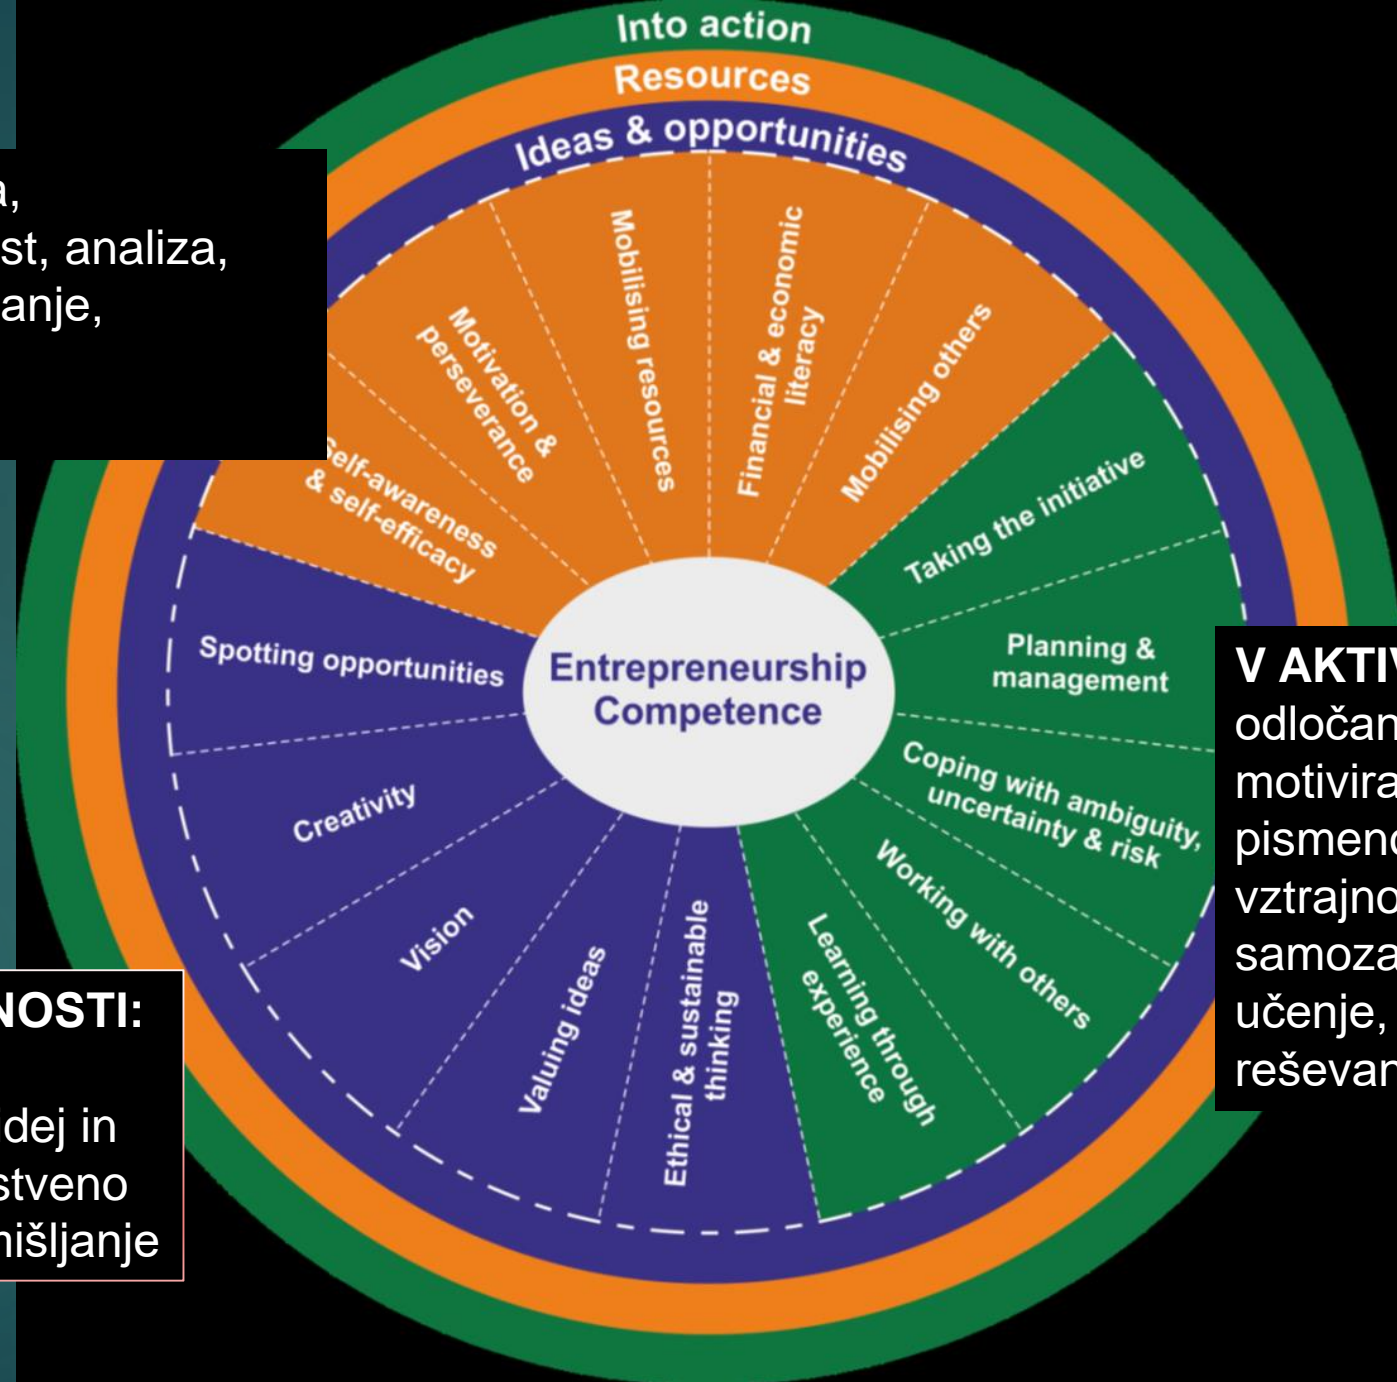 Into action
Resources
Ideas & opportunities
a,
st, analiza,
anje,
Mobilising resources
Financial & economic
literacy
Motivation &
perseverance
Mobilising others
Self-awareness
& self-efficacy
Taking the initiative
Spotting opportunities
Entrepreneurship
Competence
Planning &
management
Creativity
Coping with ambiguity,
uncertainty & risk
Vision
Working with others
Valuing ideas
Ethical & sustainable
thinking
Learning through
experience
V AKTIV
odločan
motivira
pismeno
vztrajno
samoza
učenje,
reševan
NOSTI:
dej in
stveno
mišljanje